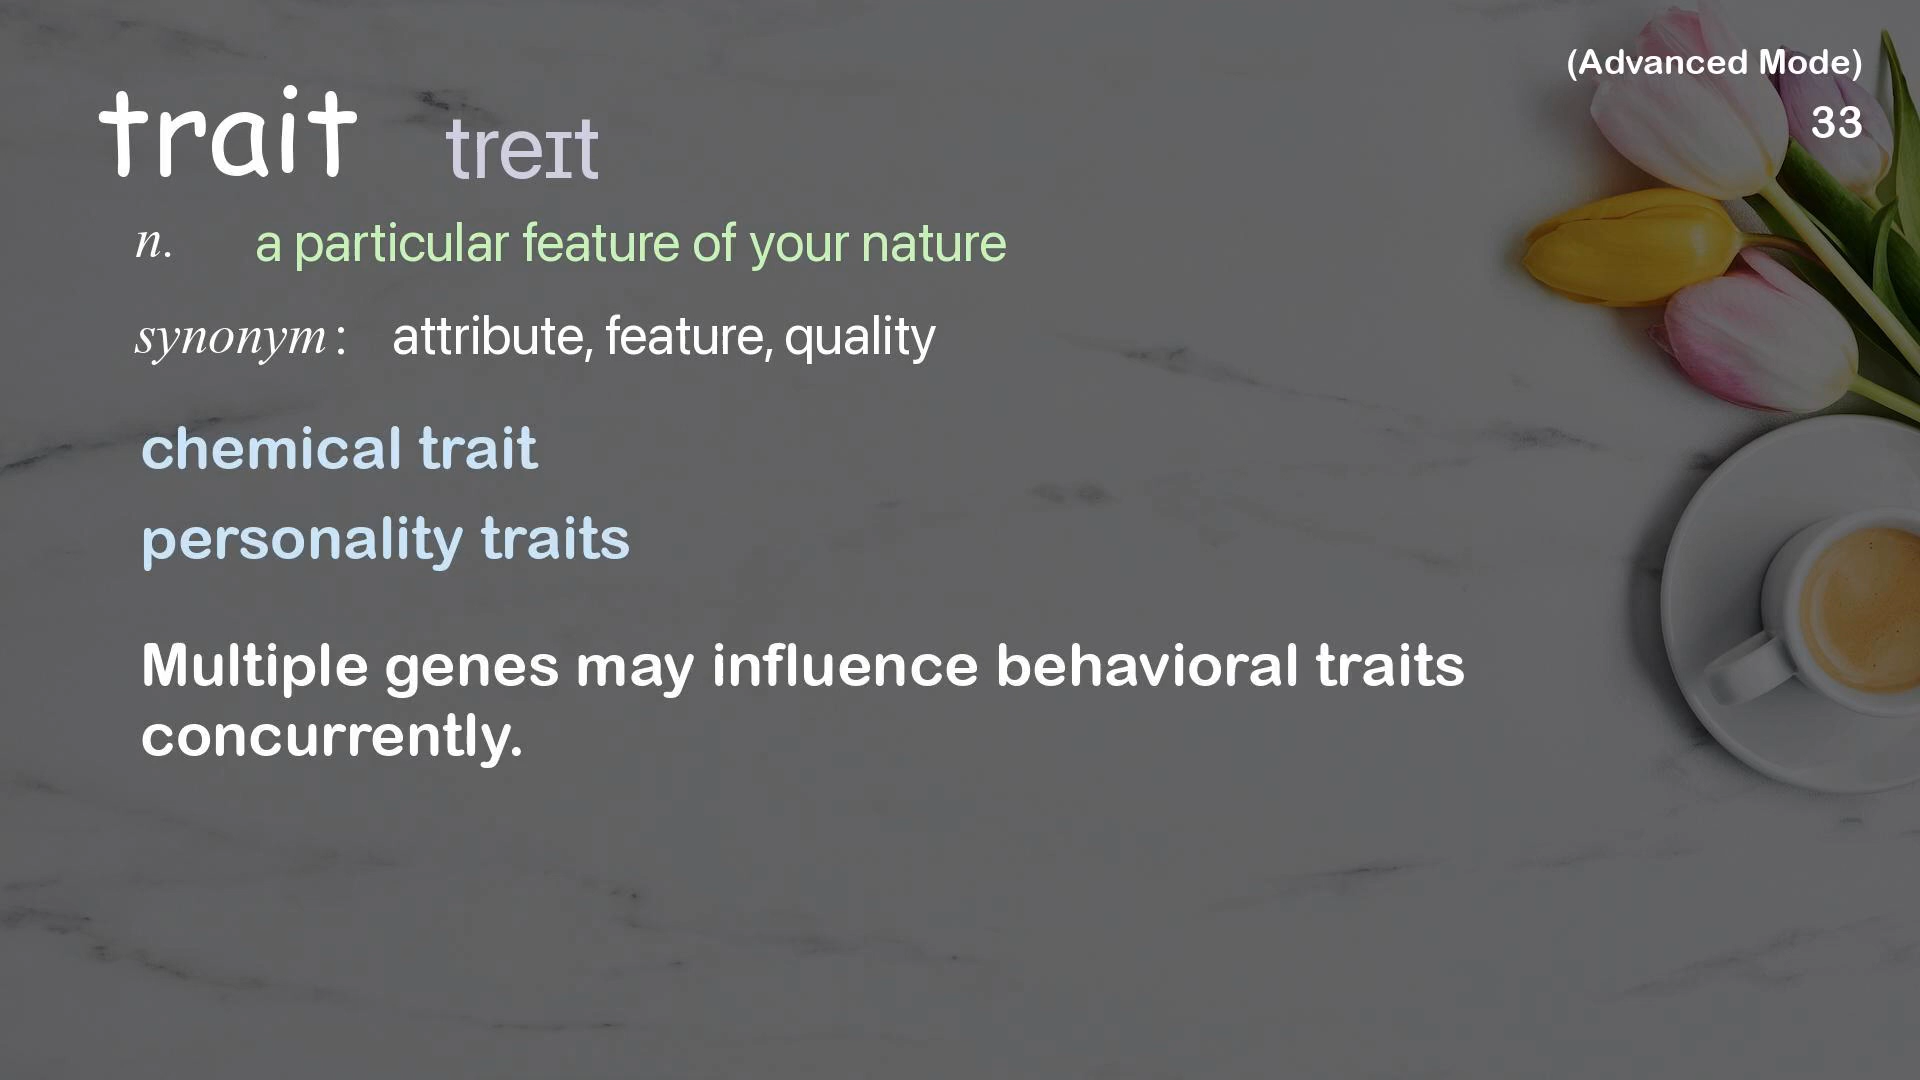 (Advanced Mode)
33
trait treɪt
n. a particular feature of your nature
synonym: attribute, feature, quality
chemical trait
personality traits
Multiple genes may influence behavioral traits
concurrently.